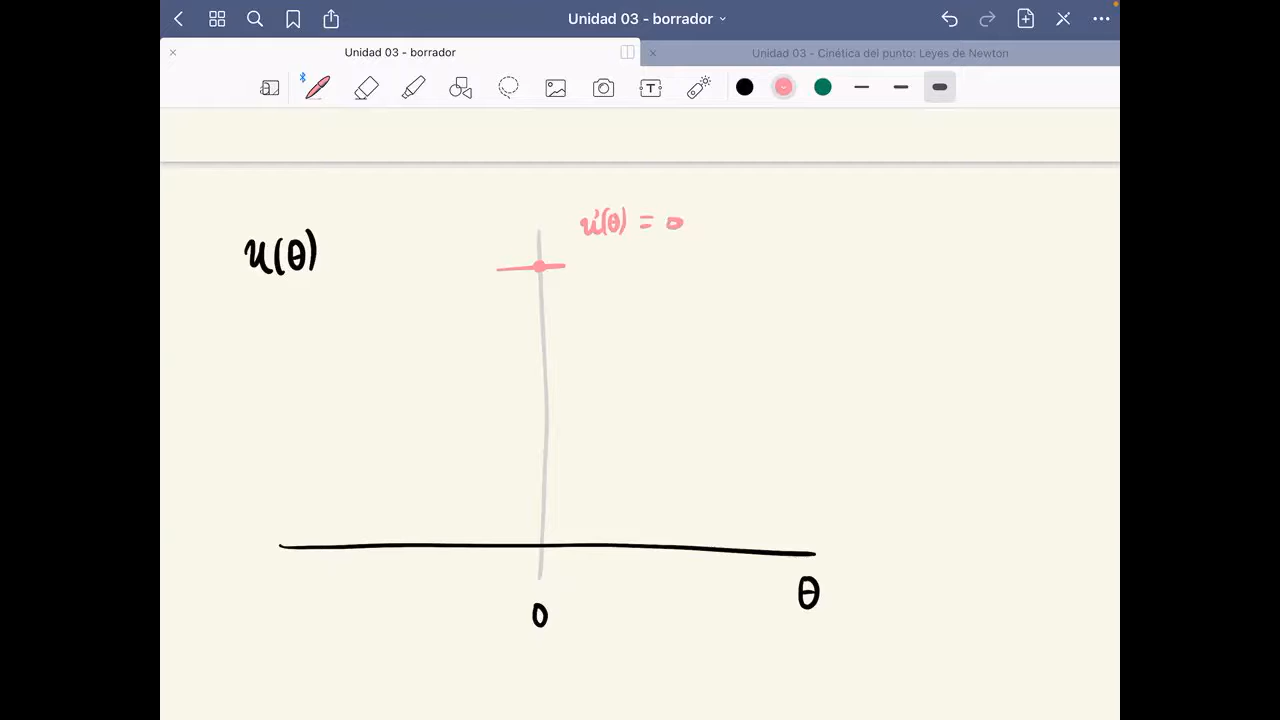 Unidad 03 - borrador
Unidad 03 - borrador
Unidad 03 - Cinética del punto: Leyes de Newton
T
u'(θ) = 0
u(θ)
θ
0